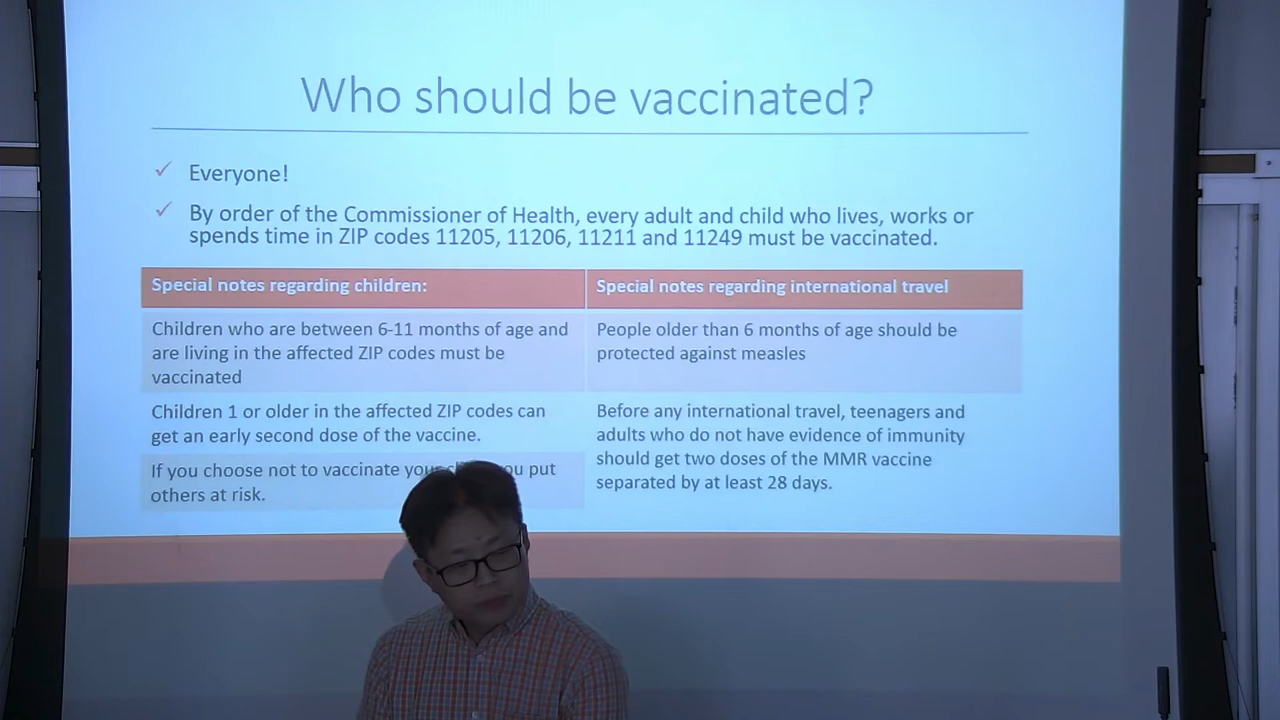 Who should be vaccinated?
✓ Everyone!
✓ By order of the Commissioner of Health, every adult and child who lives, works or
spends time in ZIP codes 11205, 11206, 11211 and 11249 must be vaccinated.
Special notes regarding children:
Children who are between 6-11 months of age and
are living in the affected ZIP codes must be
vaccinated
Children 1 or older in the affected ZIP codes can
get an early second dose of the vaccine.
If you choose not to vaccinate your you put
others at risk.
Special notes regarding international travel
People older than 6 months of age should be
protected against measles
Before any international travel, teenagers and
adults who do not have evidence of immunity
should get two doses of the MMR vaccine
separated by at least 28 days.